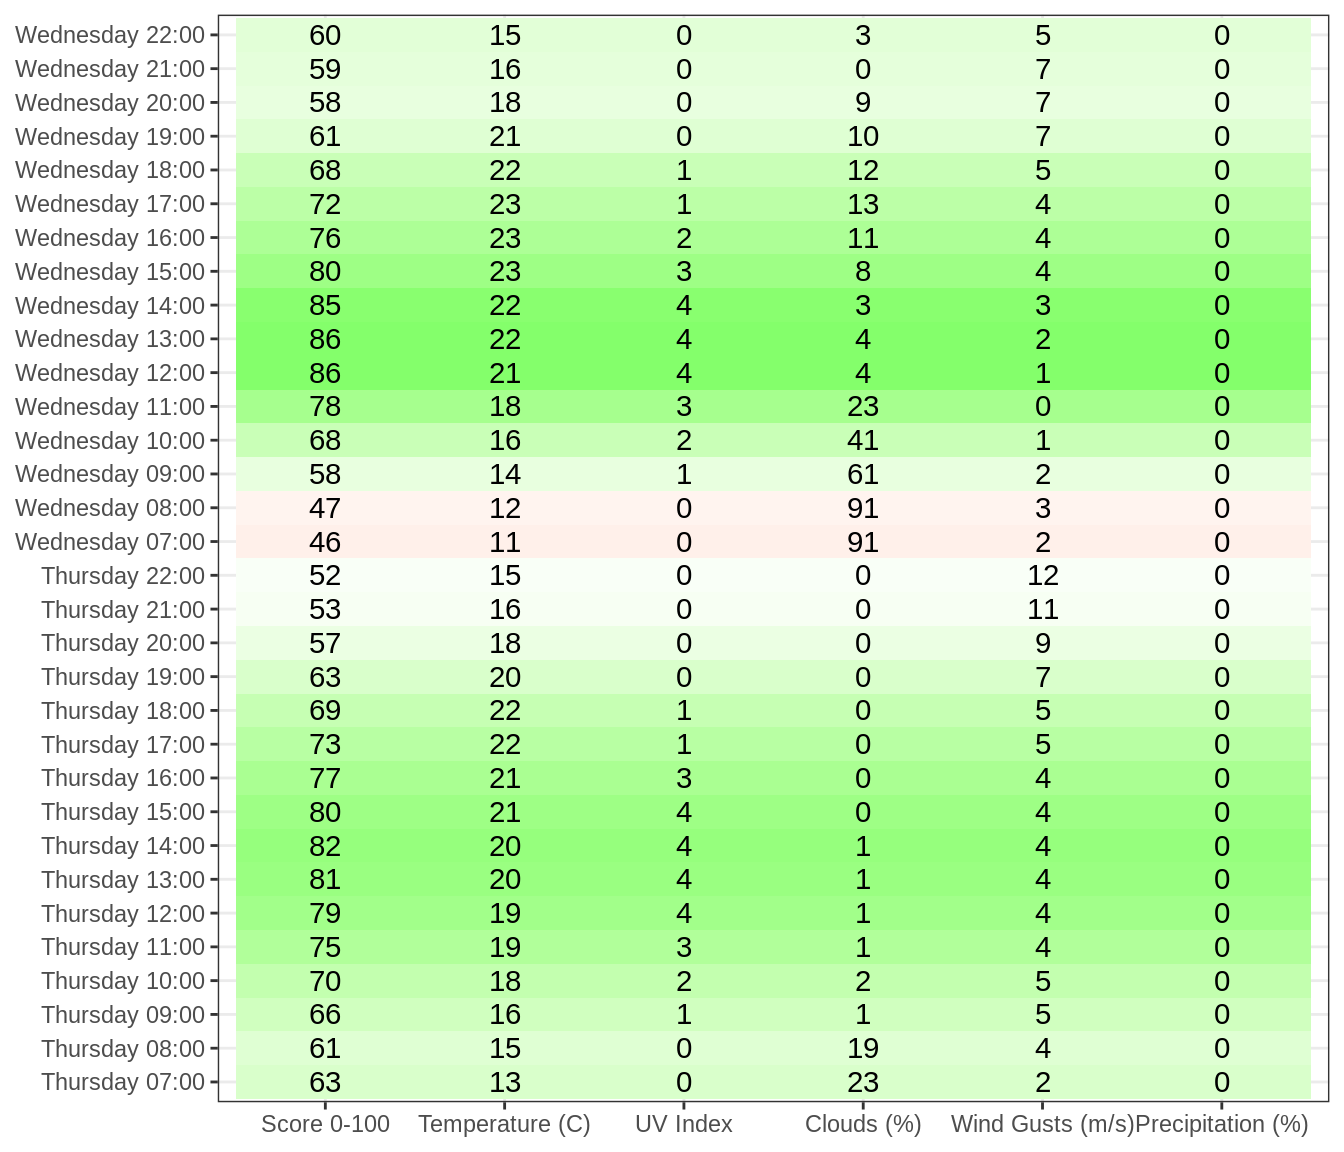 Wednesday 22:00 60 15 0 3 5 0
Wednesday 21:00 59 16 0 0 7 0
Wednesday 20:00 58 18 0 9 7 0
Wednesday 19:00 61 21 0 10 7 0
Wednesday 18:00 68 22 1 12 5 0
Wednesday 17:00 72 23 1 13 4 0
Wednesday 16:00 76 23 2 11 4 0
Wednesday 15:00 80 23 3 8 4 0
Wednesday 14:00 85 22 4 3 3 0
Wednesday 13:00 86 22 4 4 2 0
Wednesday 12:00 86 21 4 4 1 0
Wednesday 11:00 78 18 3 23 0 0
Wednesday 10:00 68 16 2 41 1 0
Wednesday 09:00 58 14 1 61 2 0
Wednesday 08:00 47 12 0 91 3 0
Wednesday 07:00 46 11 0 91 2 0
Thursday 22:00 52 15 0 0 12 0
Thursday 21:00 53 16 0 0 11 0
Thursday 20:00 57 18 0 0 9 0
Thursday 19:00 63 20 0 0 7 0
Thursday 18:00 69 22 1 0 5 0
Thursday 17:00 73 22 1 0 5 0
Thursday 16:00 77 21 3 0 4 0
Thursday 15:00 80 21 4 0 4 0
Thursday 14:00 82 20 4 1 4 0
Thursday 13:00 81 20 4 1 4 0
Thursday 12:00 79 19 4 1 4 0
Thursday 11:00 75 19 3 1 4 0
Thursday 10:00 70 18 2 2 5 0
Thursday 09:00 66 16 1 1 5 0
Thursday 08:00 61 15 0 19 4 0
Thursday 07:00 63 13 0 23 2 0
Score 0-100 Temperature (C) UV Index Clouds (%) Wind Gusts (m/s) Precipitation (%)